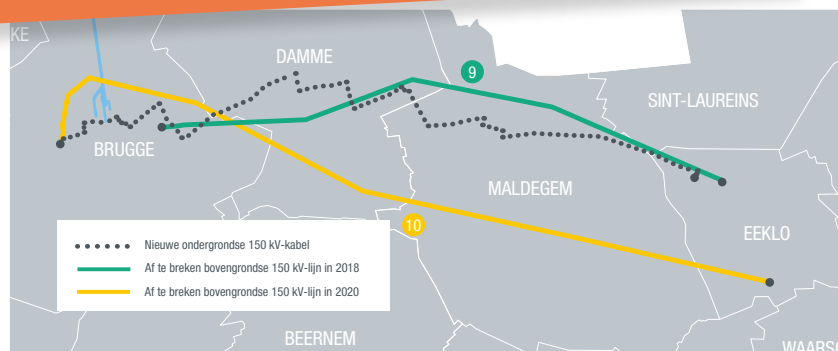 KE
DAMME
9
SINT-LAUREINS
BRUGGE
MALDEGEM
10
EEKLO
Nieuwe ondergrondse 150 kV-kabel
Af te breken bovengrondse 150 kV-lijn in 2018
Af te breken bovengrondse 150 kV-lijn in 2020
BEERNEM
WAARSC